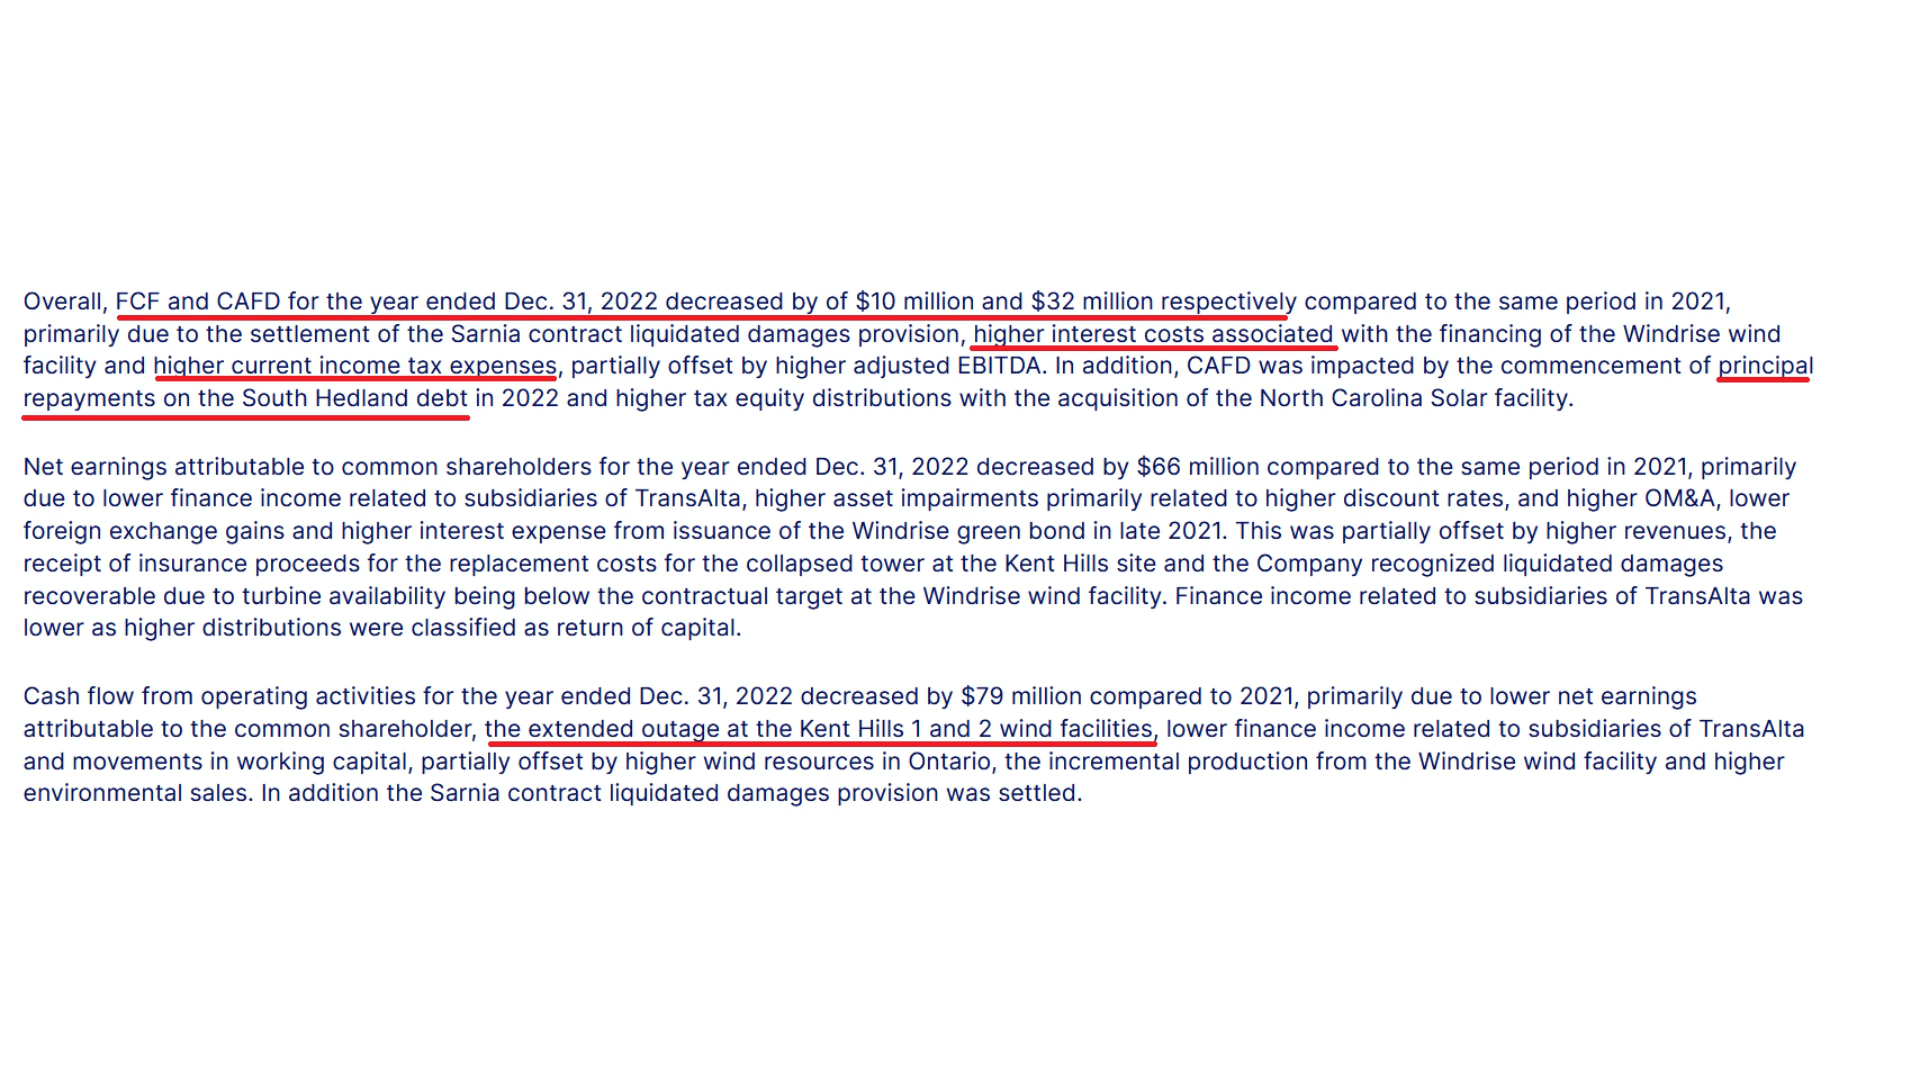 Overall, FCF and CAFD for the year ended Dec. 31, 2022 decreased by of $10 million and $32 million respectively compared to the same period in 2021,
primarily due to the settlement of the Sarnia contract liquidated damages provision, higher interest costs associated with the financing of the Windrise wind
facility and higher current income tax expenses, partially offset by higher adjusted EBITDA. In addition, CAFD was impacted by the commencement of principal
repayments on the South Hedland debt in 2022 and higher tax equity distributions with the acquisition of the North Carolina Solar facility.
Net earnings attributable to common shareholders for the year ended Dec. 31, 2022 decreased by $66 million compared to the same period in 2021, primarily
due to lower finance income related to subsidiaries of TransAlta, higher asset impairments primarily related to higher discount rates, and higher OM&A, lower
foreign exchange gains and higher interest expense from issuance of the Windrise green bond in late 2021. This was partially offset by higher revenues, the
receipt of insurance proceeds for the replacement costs for the collapsed tower at the Kent Hills site and the Company recognized liquidated damages
recoverable due to turbine availability being below the contractual target at the Windrise wind facility. Finance income related to subsidiaries of TransAlta was
lower as higher distributions were classified as return of capital.
Cash flow from operating activities for the year ended Dec. 31, 2022 decreased by $79 million compared to 2021, primarily due to lower net earnings
attributable to the common shareholder, the extended outage at the Kent Hills 1 and 2 wind facilities, lower finance income related to subsidiaries of TransAlta
and movements in working capital, partially offset by higher wind resources in Ontario, the incremental production from the Windrise wind facility and higher
environmental sales. In addition the Sarnia contract liquidated damages provision was settled.